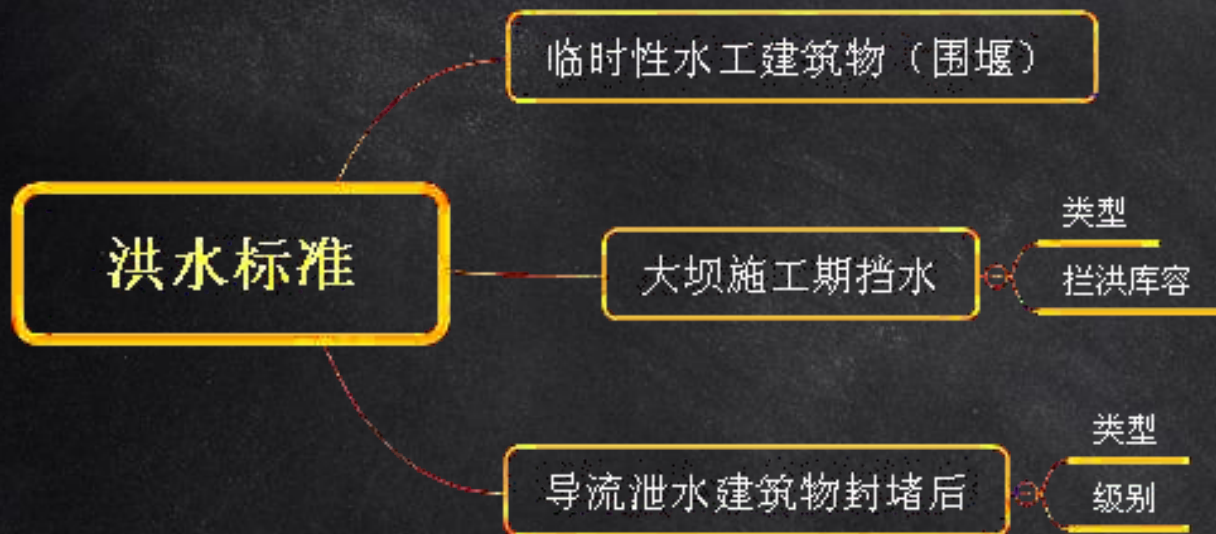 临时性水工建筑物（围堰）
洪水标准
大坝施工期挡水
类型
拦洪库容
导流泄水建筑物封堵后
类型
级别